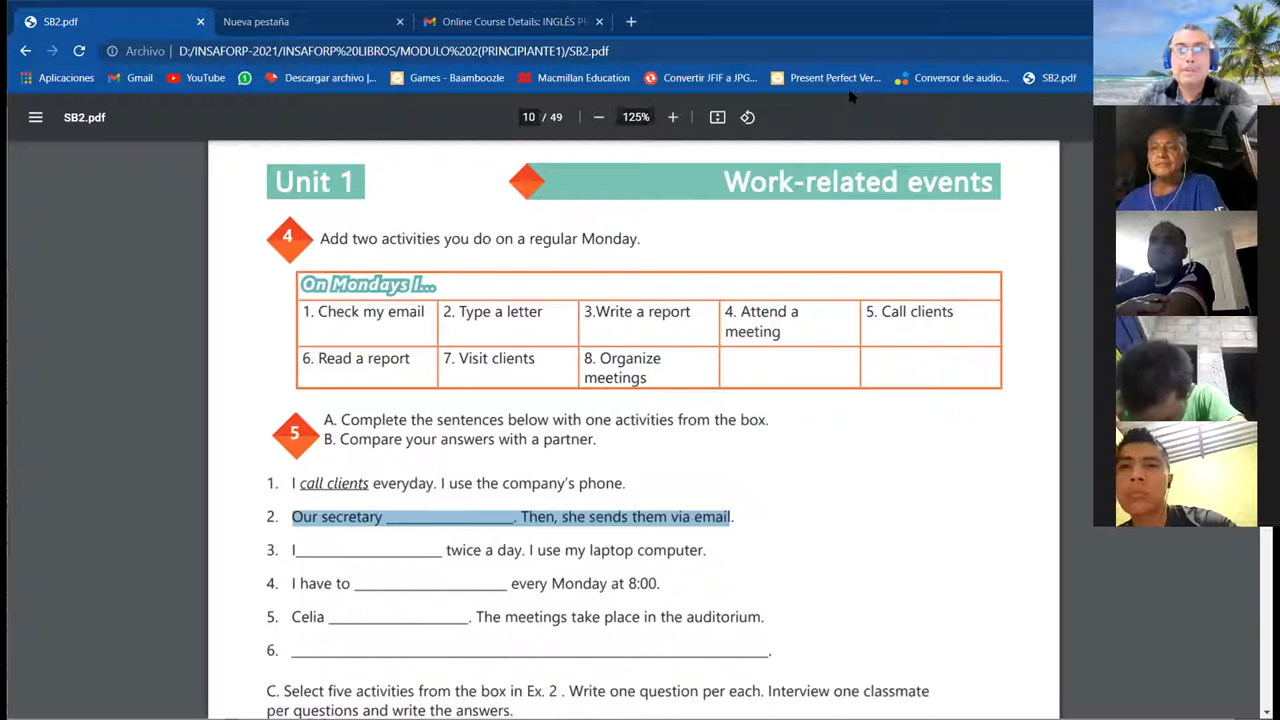 SB2.pdf
Nueva pestaña
Online Course Details: INGLÉS P
Archivo
D:/INSAFORP-2021/INSAFORP%20LIBROS/MODULO%202(PRINCIPIANTE1)/SB2.pdf
Aplicaciones
Gmail
YouTube
Descargar archivo |...
Games - Baamboozle
Macmillan Education
Convertir JFIF a JPG...
Present Perfect Ver...
Conversor de audio...
SB2.pdf
SB2.pdf
10 / 49
125%
Unit 1
Work-related events
4
Add two activities you do on a regular Monday.
On Mondays I...
1. Check my email
2. Type a letter
3.Write a report
4. Attend a
meeting
5. Call clients
6. Read a report
7. Visit clients
8. Organize
meetings
5
A. Complete the sentences below with one activities from the box.
B. Compare your answers with a partner.
1. I call clients everyday. I use the company's phone.
2. Our secretary _______________. Then, she sends them via email.
3. I_________________ twice a day. I use my laptop computer.
4. I have to __________________ every Monday at 8:00.
5. Celia _________________. The meetings take place in the auditorium.
6. _________________________________________________________.
C. Select five activities from the box in Ex. 2 . Write one question per each. Interview one classmate
per questions and write the answers.